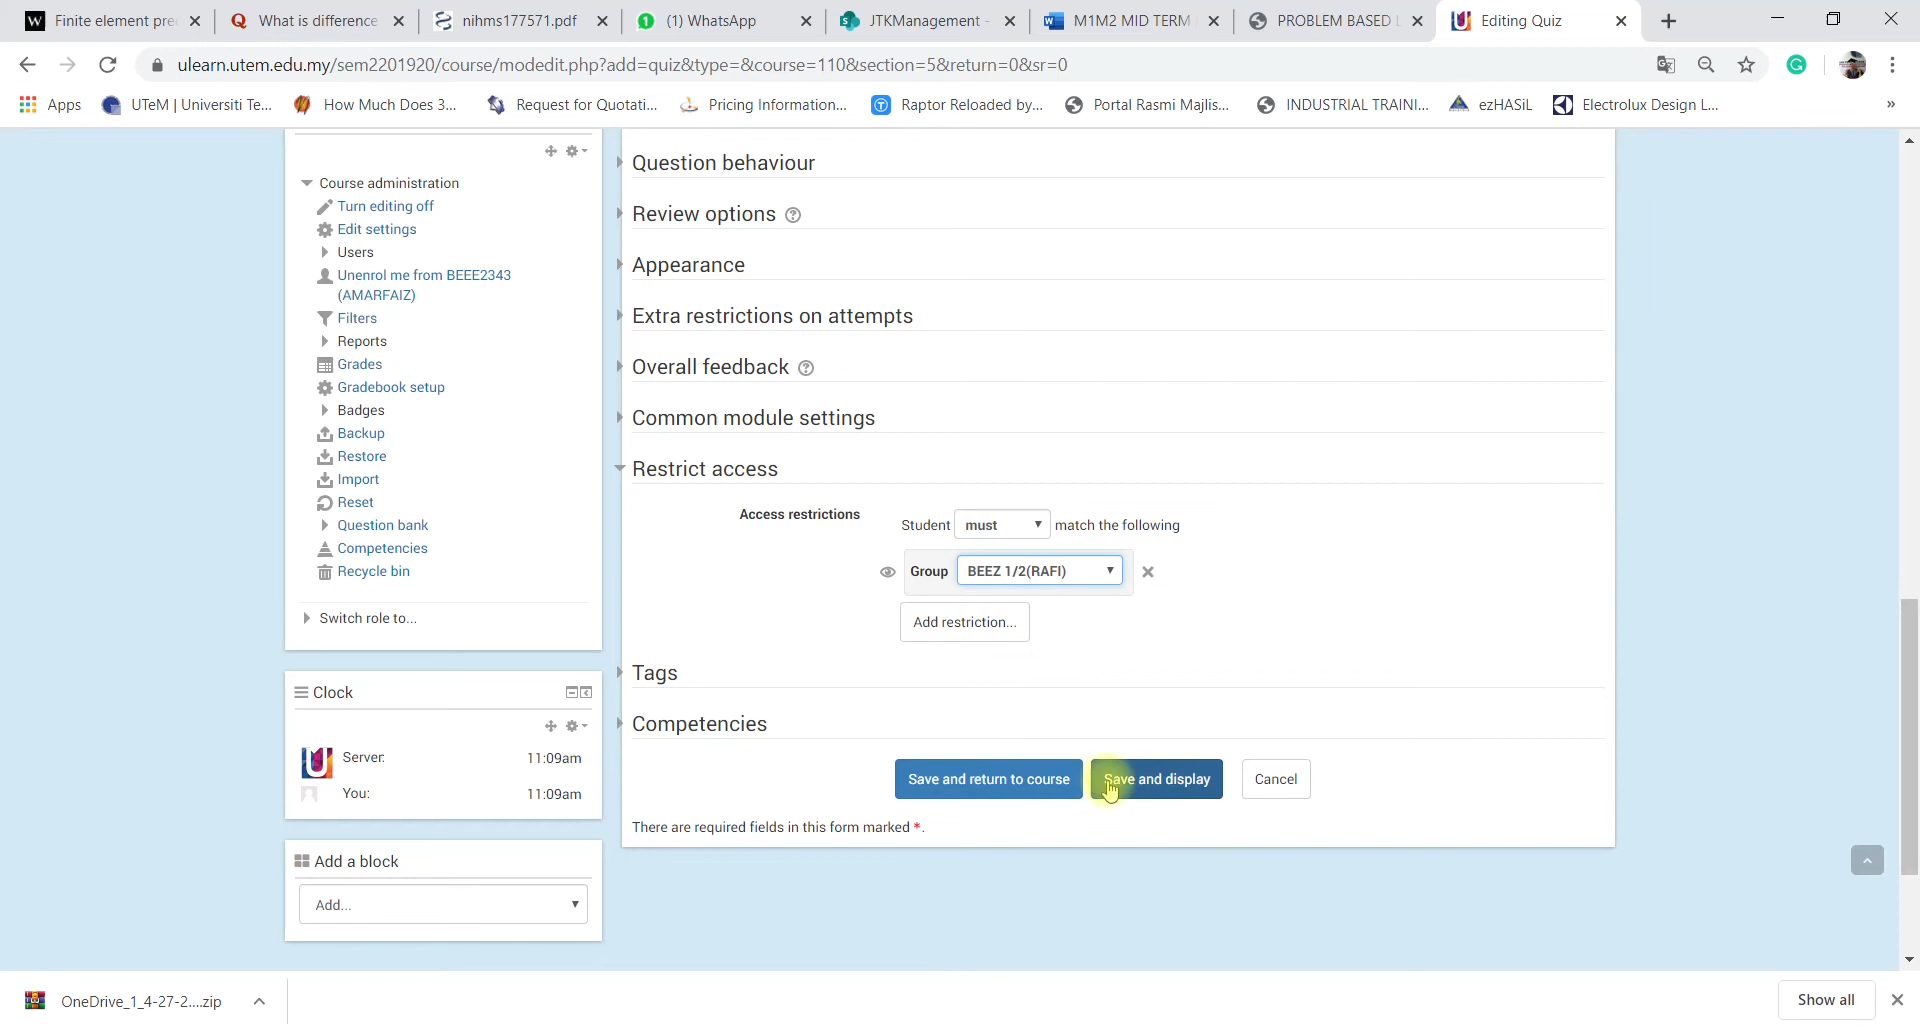 Finite element pre
What is difference
nihms177571.pdf
(1) WhatsApp
JTKManagement -
M1M2 MID TERM
PROBLEM BASED L
Editing Quiz
ulearn.utem.edu.my/sem2201920/course/modedit.php?add=quiz&type=&course=110&section=5&return=0&sr=0
Apps
UTeM | Universiti Te...
How Much Does 3...
Request for Quotati...
Pricing Information...
Raptor Reloaded by...
Portal Rasmi Majlis...
INDUSTRIAL TRAINI...
ezHASiL
Electrolux Design L...
Course administration
Turn editing off
Edit settings
Users
Unenrol me from BEEE2343
(AMARFAIZ)
Filters
Reports
Grades
Gradebook setup
Badges
Backup
Restore
Import
Reset
Question bank
Competencies
Recycle bin
Switch role to...
Clock
Server: 11:09am
You: 11:09am
Add a block
Add...
Question behaviour
Review options
Appearance
Extra restrictions on attempts
Overall feedback
Common module settings
Restrict access
Access restrictions
Student must match the following
Group BEEZ 1/2(RAFI)
Add restriction...
Tags
Competencies
Save and return to course
Save and display
Cancel
There are required fields in this form marked * .
OneDrive_1_4-27-2....zip
Show all